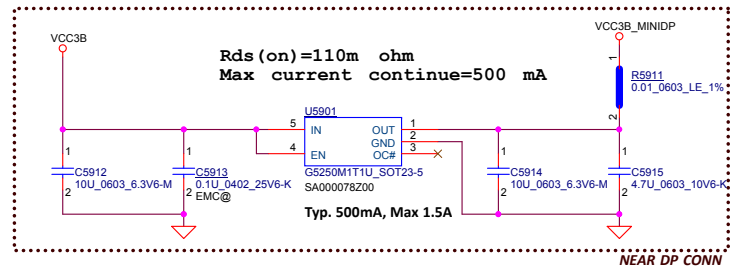 VCC3B
VCC3B_MINIDP
Rds(on)=110m ohm
Max current continue=500 mA
1
R5911
0.01_0603_LE_1%
2
U5901
5 IN OUT 1
GND 2
4 EN OC# 3
G5250M1T1U_SOT23-5
SA000078Z00
Typ. 500mA, Max 1.5A
1
C5912
10U_0603_6.3V6-M
2
1
C5913
0.1U_0402_25V6-K
2
EMC@
1
C5914
10U_0603_6.3V6-M
2
1
C5915
4.7U_0603_10V6-K
2
NEAR DP CONN